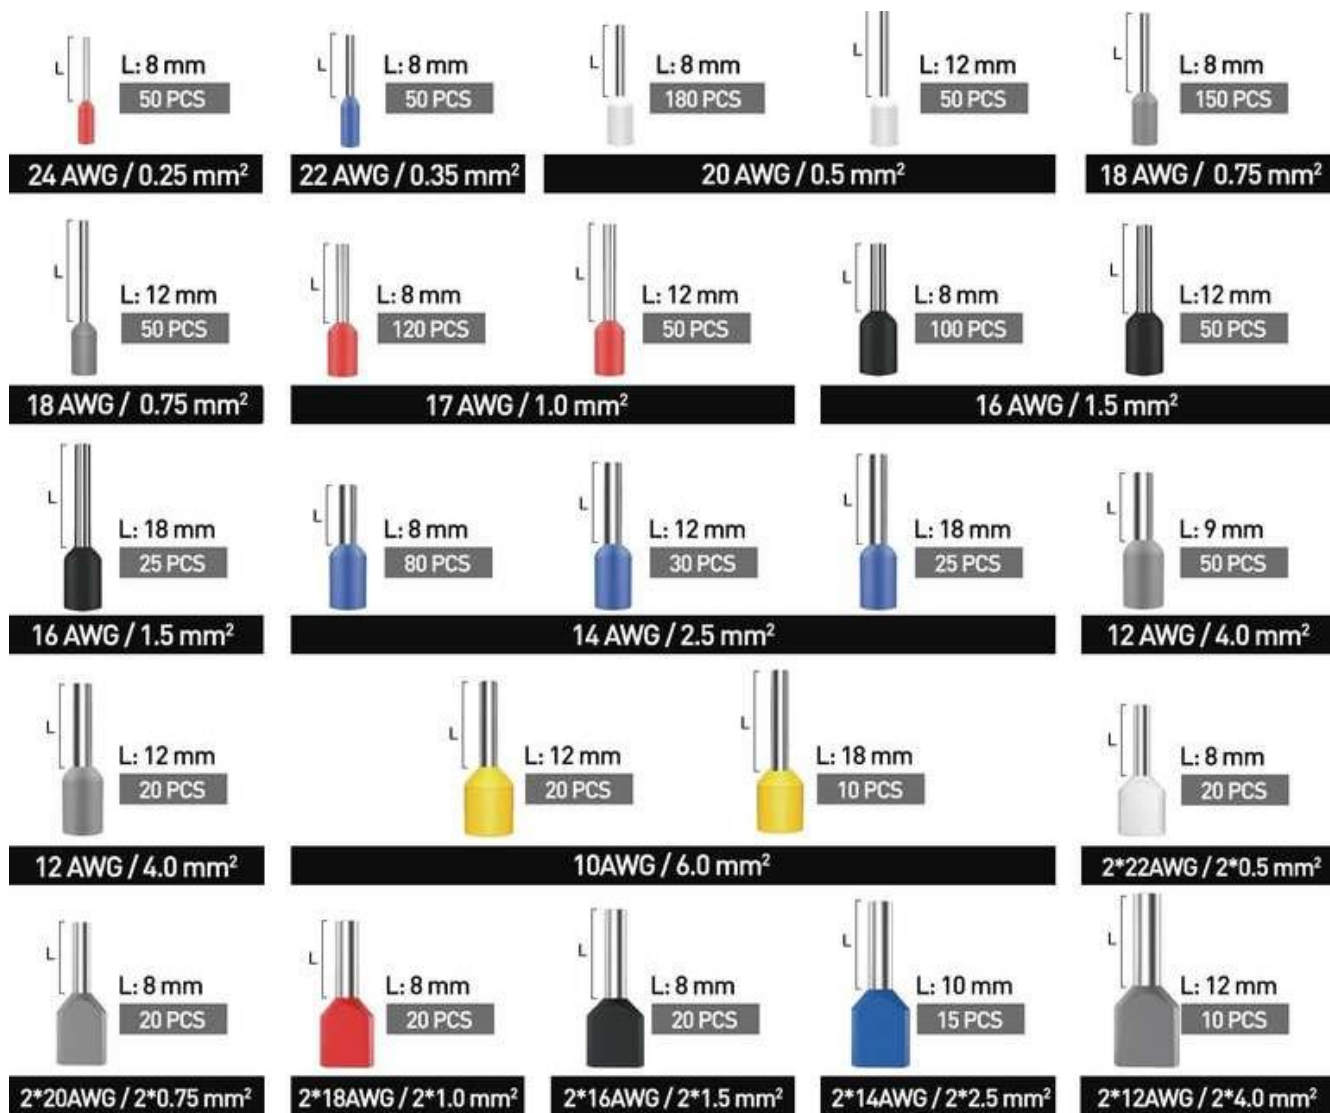 L L: 8 mm
50 PCS
24 AWG / 0.25 mm²
L L: 8 mm
50 PCS
22 AWG / 0.35 mm²
L L: 8 mm
180 PCS
L L: 12 mm
50 PCS
20 AWG / 0.5 mm²
L L: 8 mm
150 PCS
18 AWG / 0.75 mm²
L L: 12 mm
50 PCS
18 AWG / 0.75 mm²
L L: 8 mm
120 PCS
L L: 12 mm
50 PCS
17 AWG / 1.0 mm²
L L: 8 mm
100 PCS
L L:12 mm
50 PCS
16 AWG / 1.5 mm²
L L: 18 mm
25 PCS
16 AWG / 1.5 mm²
L L: 8 mm
80 PCS
L L: 12 mm
30 PCS
L L: 18 mm
25 PCS
14 AWG / 2.5 mm²
L L: 9 mm
50 PCS
12 AWG / 4.0 mm²
L L: 12 mm
20 PCS
12 AWG / 4.0 mm²
L L: 12 mm
20 PCS
L L: 18 mm
10 PCS
10AWG / 6.0 mm²
L L: 8 mm
20 PCS
2*22AWG / 2*0.5 mm²
L L: 8 mm
20 PCS
2*20AWG / 2*0.75 mm²
L L: 8 mm
20 PCS
2*18AWG / 2*1.0 mm²
L L: 8 mm
20 PCS
2*16AWG / 2*1.5 mm²
L L: 10 mm
15 PCS
2*14AWG / 2*2.5 mm²
L L: 12 mm
10 PCS
2*12AWG / 2*4.0 mm²